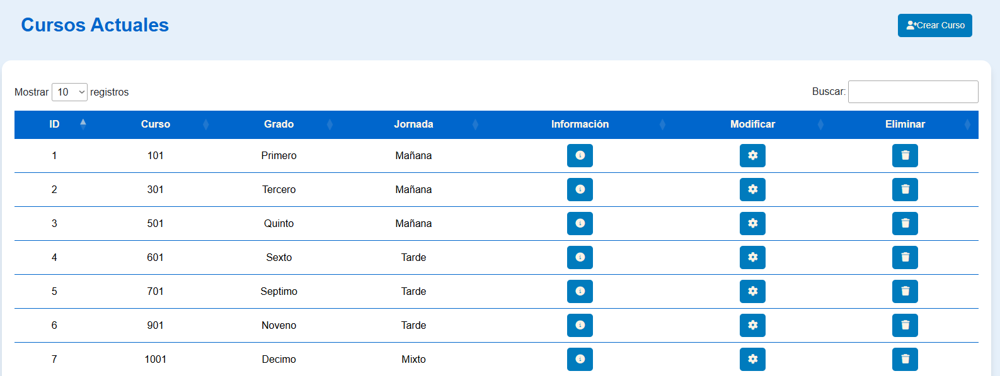 Cursos Actuales
Crear Curso
Mostrar 10 registros
Buscar:
ID Curso Grado Jornada Información Modificar Eliminar
1 101 Primero Mañana
2 301 Tercero Mañana
3 501 Quinto Mañana
4 601 Sexto Tarde
5 701 Septimo Tarde
6 901 Noveno Tarde
7 1001 Decimo Mixto